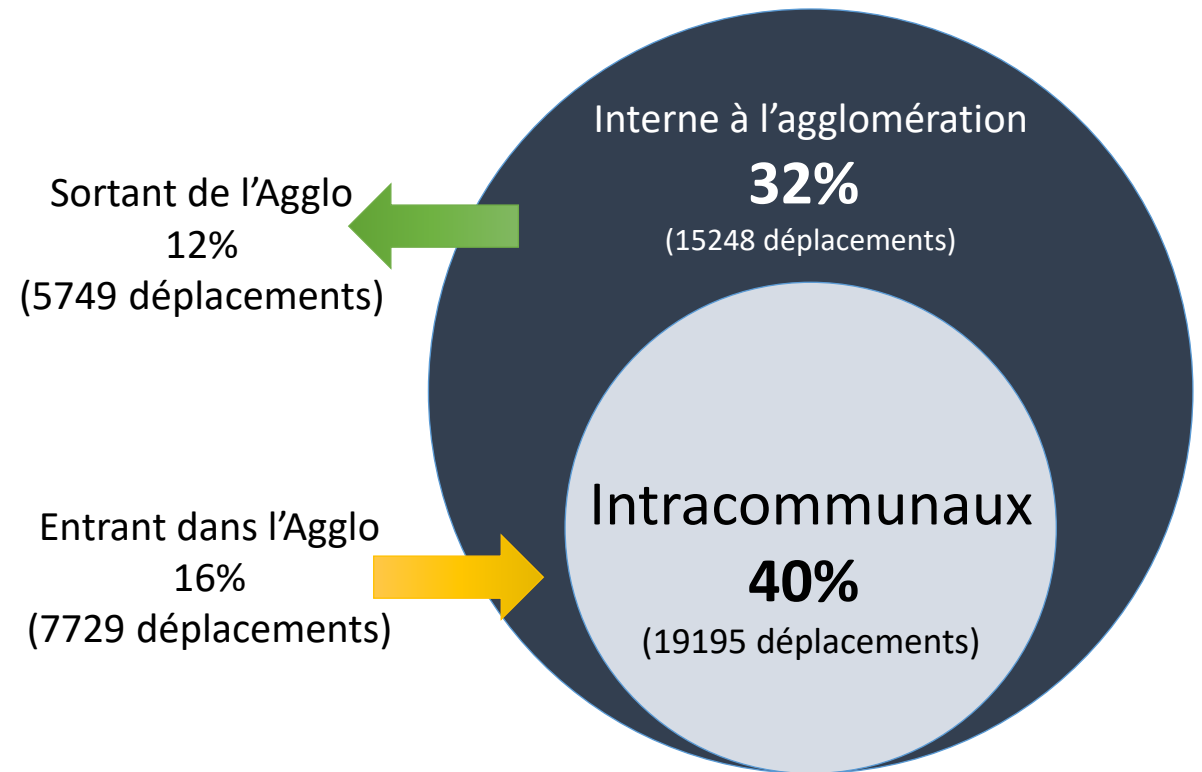 Interne à l’agglomération
32%
(15248 déplacements)
Sortant de l’Agglo
12%
(5749 déplacements)
Intracommunaux
40%
(19195 déplacements)
Entrant dans l’Agglo
16%
(7729 déplacements)